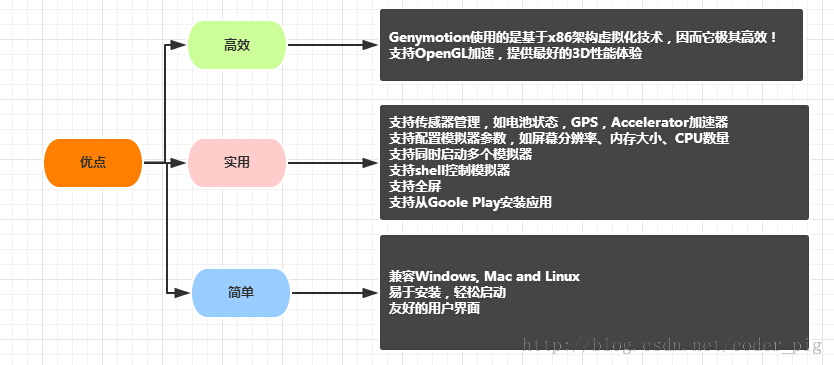 优点
高效
Genymotion使用的是基于x86架构虚拟化技术，因而它极其高效！
支持OpenGL加速，提供最好的3D性能体验
实用
支持传感器管理，如电池状态，GPS，Accelerator加速器
支持配置模拟器参数，如屏幕分辨率、内存大小、CPU数量
支持同时启动多个模拟器
支持shell控制模拟器
支持全屏
支持从Goole Play安装应用
简单
兼容Windows, Mac and Linux
易于安装，轻松启动
友好的用户界面
http://blog.csdn.net/coder_pig